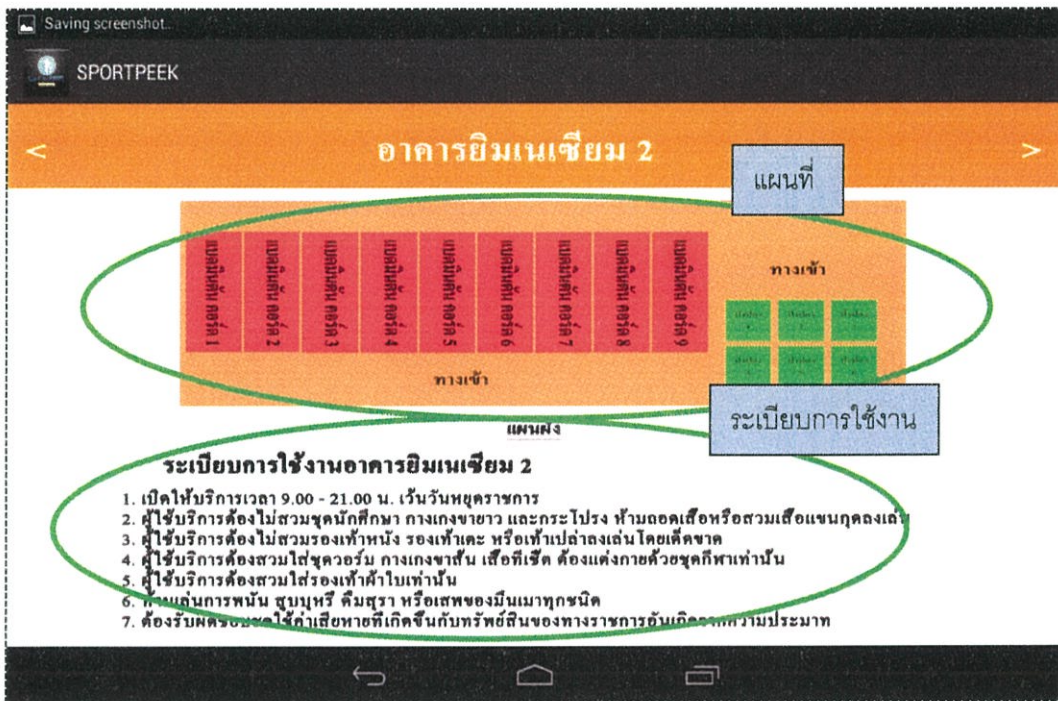 Saving screenshot...
SPORTPEEK
<
อาคารยิมเนเซียม 2
>
แผนที่
แบดมินตัน คอร์ด 1
แบดมินตัน คอร์ด 2
แบดมินตัน คอร์ด 3
แบดมินตัน คอร์ด 4
แบดมินตัน คอร์ด 5
แบดมินตัน คอร์ด 6
แบดมินตัน คอร์ด 7
แบดมินตัน คอร์ด 8
แบดมินตัน คอร์ด 9
ทางเข้า
ทางเข้า
ระเบียบการใช้งาน
แผนผัง
ระเบียบการใช้งานอาคารยิมเนเซียม 2
1. เปิดให้บริการเวลา 9.00 - 21.00 น. เว้นวันหยุดราชการ
2. ผู้ใช้บริการต้องไม่สวมชุดนักศึกษา กางเกงขายาว และกระโปรง ห้ามถอดเสื้อหรือสวมเสื้อแขนกุดลงเล่น
3. ผู้ใช้บริการต้องไม่สวมรองเท้าหนัง รองเท้าแตะ หรือเท้าเปล่าลงเล่นโดยเด็ดขาด
4. ผู้ใช้บริการต้องสวมใส่ชุดวอร์ม กางเกงขาสั้น เสื้อทีเชิ้ต ต้องแต่งกายด้วยชุดกีฬาเท่านั้น
5. ผู้ใช้บริการต้องสวมใส่รองเท้าผ้าใบเท่านั้น
6. ห้ามเล่นการพนัน สูบบุหรี่ ดื่มสุรา หรือเสพของมึนเมาทุกชนิด
7. ต้องรับผิดชอบชดใช้ค่าเสียหายที่เกิดขึ้นกับทรัพย์สินของทางราชการอันเกิดจากความประมาท